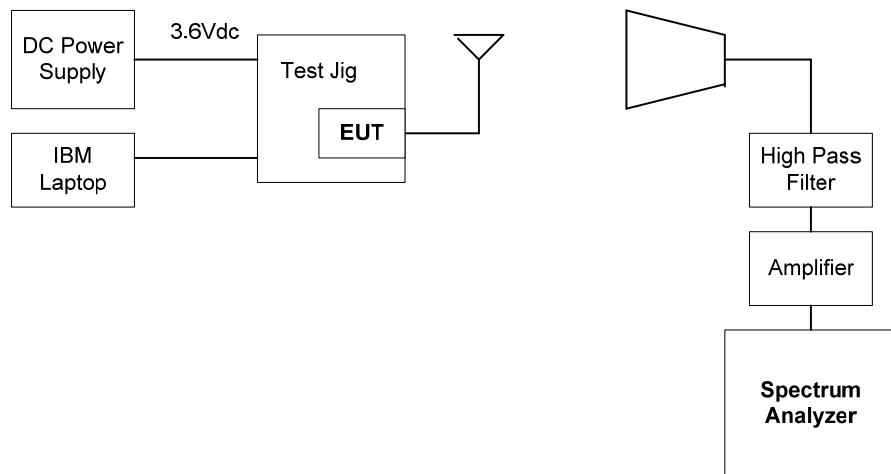 DC Power
Supply
3.6Vdc
Test Jig
EUT
IBM
Laptop
High Pass
Filter
Amplifier
Spectrum
Analyzer